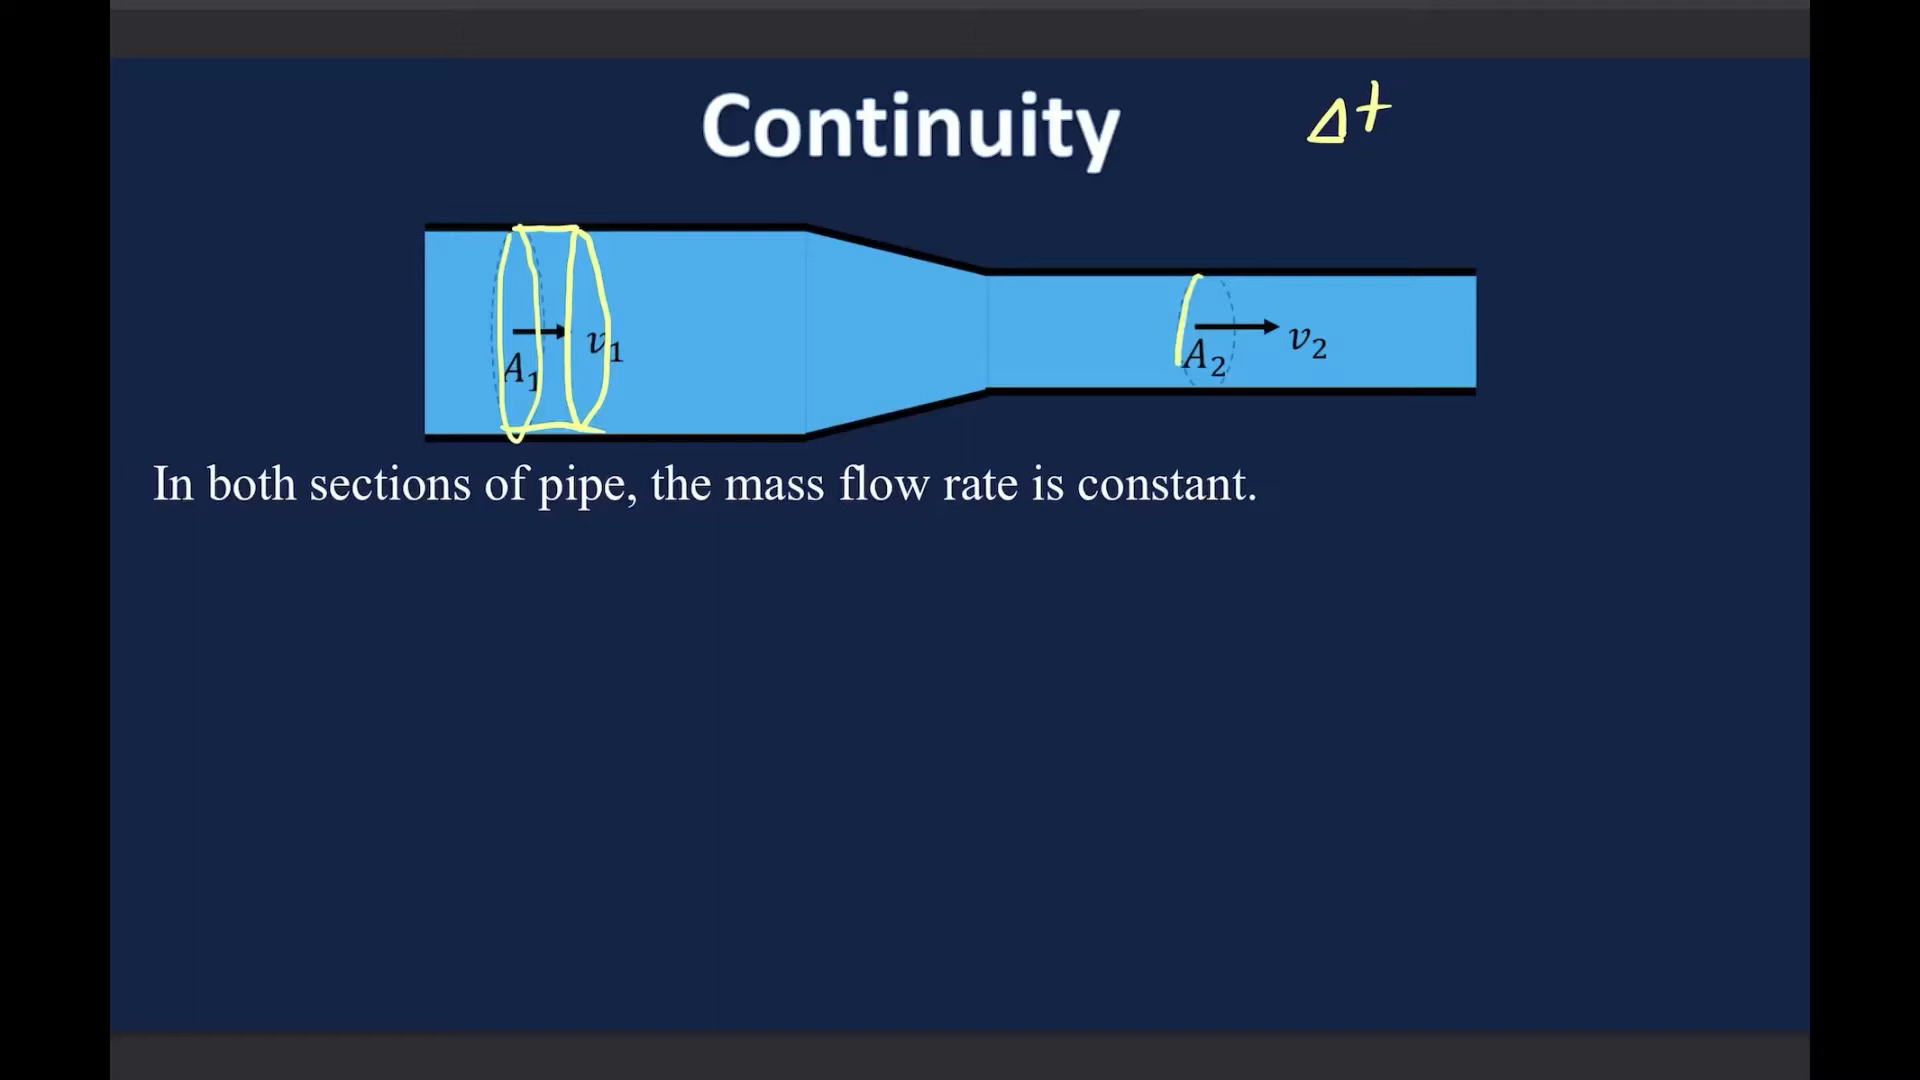 Continuity
Δt
A₁ v₁
A₂ v₂
In both sections of pipe, the mass flow rate is constant.